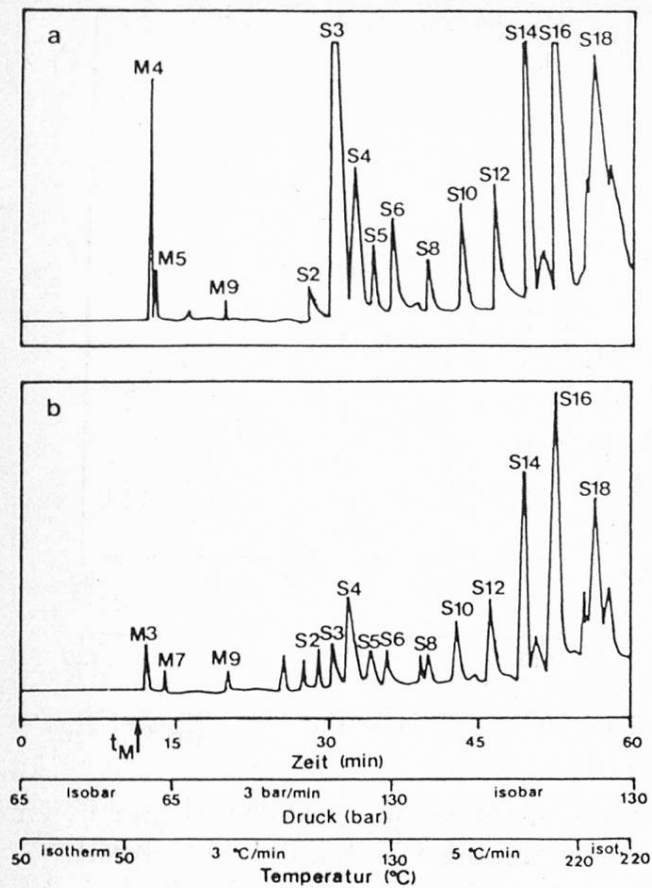 a
M4
M5
M9
S2
S3
S4
S5
S6
S8
S10
S12
S14
S16
S18
b
M3
M7
M9
S2
S3
S4
S5
S6
S8
S10
S12
S14
S16
S18
0 15 30 45 60
tM
Zeit (min)
isobar 3 bar/min isobar
65 65 130 130
Druck (bar)
50 isotherm 50 3 °C/min 130 5 °C/min 220 isot. 220
Temperatur (°C)